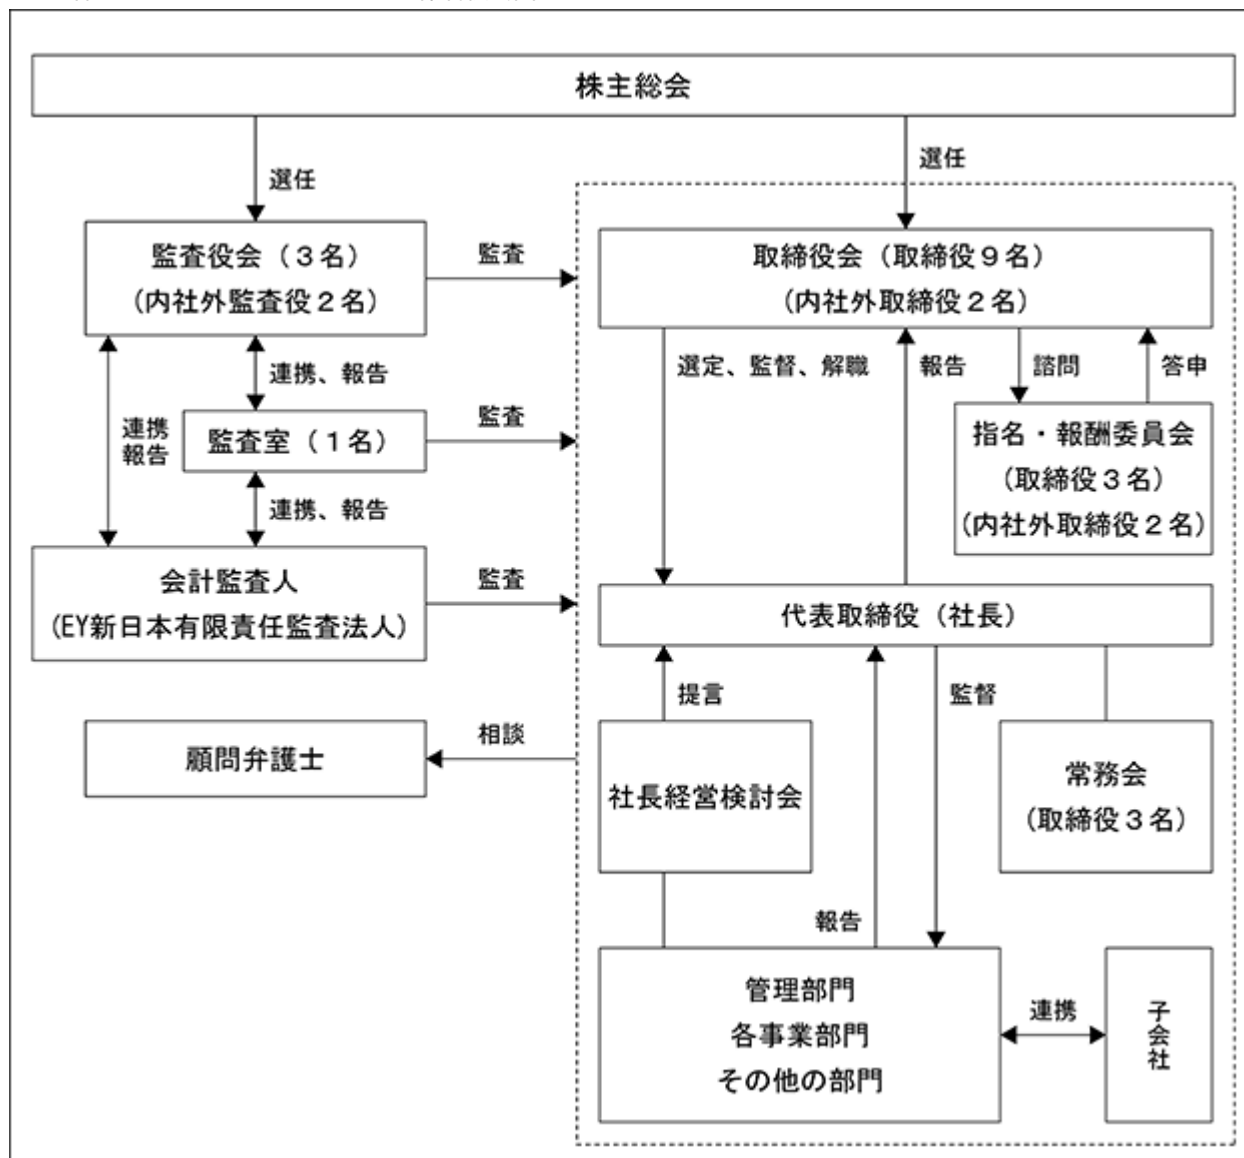 株主総会
選任
選任
監査役会（３名）
（内社外監査役２名）
監査
取締役会（取締役９名）
（内社外取締役２名）
連携、報告
選定、監督、解職
報告
諮問
答申
連携
報告
監査室（１名）
監査
指名・報酬委員会
（取締役３名）
（内社外取締役２名）
連携、報告
会計監査人
（EY新日本有限責任監査法人）
監査
代表取締役（社長）
提言
監督
顧問弁護士
相談
社長経営検討会
常務会
（取締役３名）
報告
管理部門
各事業部門
その他の部門
連携
子会社